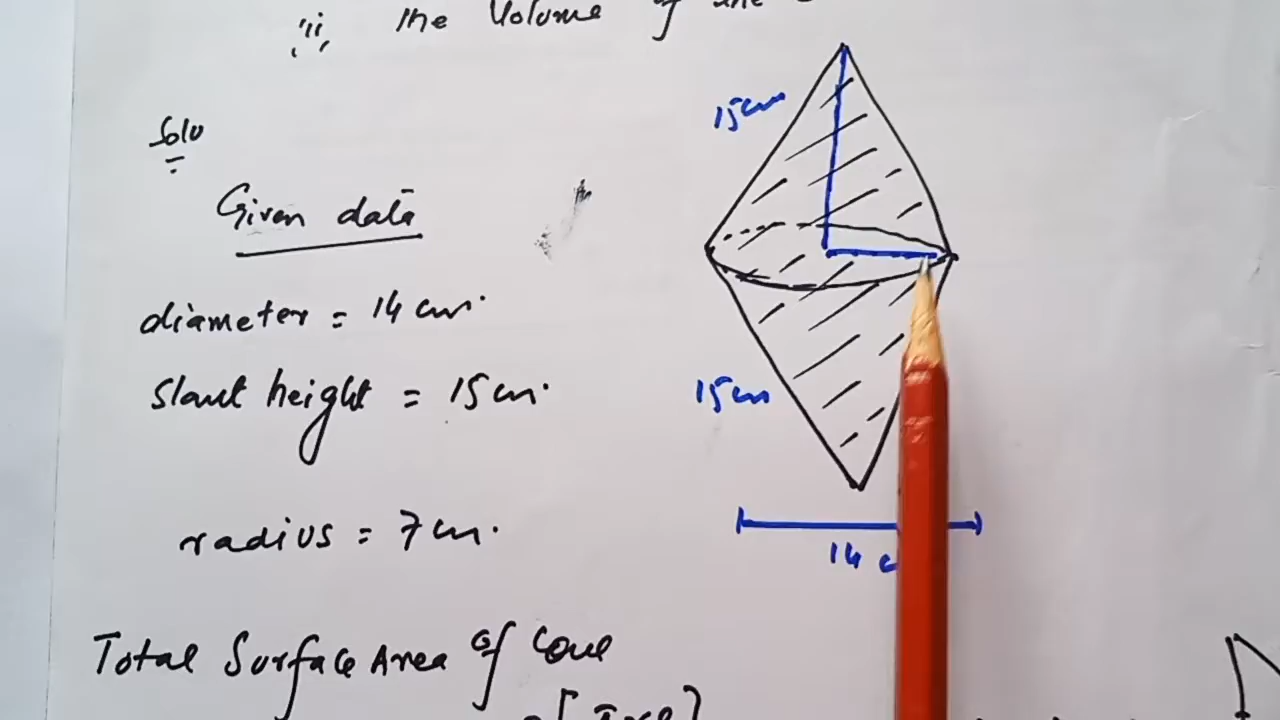 ii, the Volume of the
15cm
Solu
Given data
diameter = 14 cm.
Slant height = 15 cm.
15cm
radius = 7 cm.
14 c
Total Surface Area of Cone